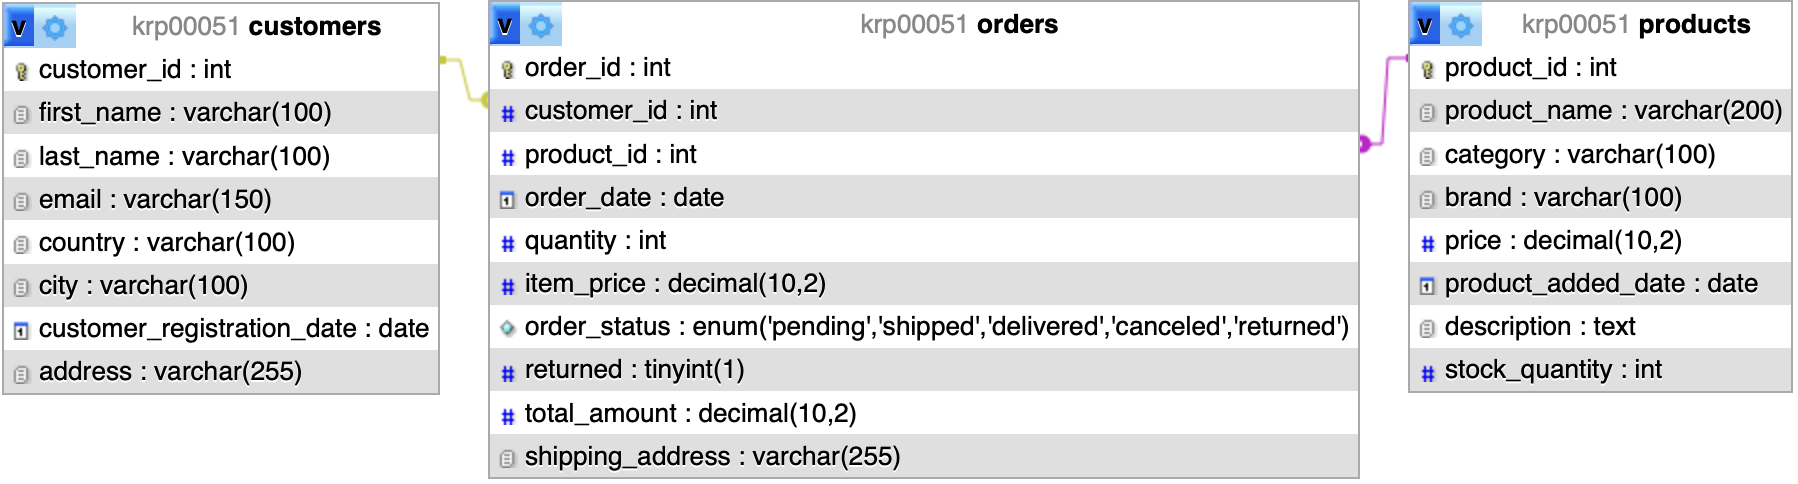 v krp00051 customers
customer_id : int
first_name : varchar(100)
last_name : varchar(100)
email : varchar(150)
country : varchar(100)
city : varchar(100)
customer_registration_date : date
address : varchar(255)
v krp00051 orders
order_id : int
# customer_id : int
# product_id : int
order_date : date
# quantity : int
# item_price : decimal(10,2)
order_status : enum('pending','shipped','delivered','canceled','returned')
# returned : tinyint(1)
# total_amount : decimal(10,2)
shipping_address : varchar(255)
v krp00051 products
product_id : int
product_name : varchar(200)
category : varchar(100)
brand : varchar(100)
# price : decimal(10,2)
product_added_date : date
description : text
# stock_quantity : int